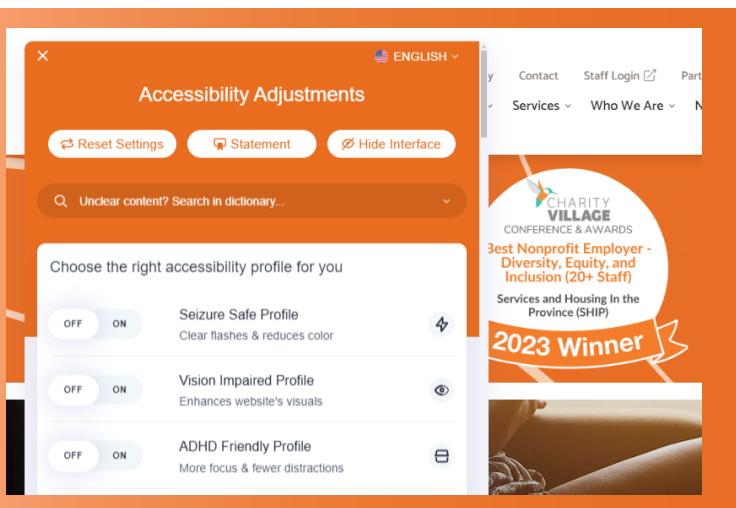 ENGLISH
Accessibility Adjustments
Reset Settings Statement Hide Interface
Unclear content? Search in dictionary...
Choose the right accessibility profile for you
OFF ON
Seizure Safe Profile
Clear flashes & reduces color
OFF ON
Vision Impaired Profile
Enhances website's visuals
OFF ON
ADHD Friendly Profile
More focus & fewer distractions
y Contact Staff Login Part
Services Who We Are N
CHARITY
VILLAGE
CONFERENCE & AWARDS
Best Nonprofit Employer -
Diversity, Equity, and
Inclusion (20+ Staff)
Services and Housing In the
Province (SHIP)
2023 Winner